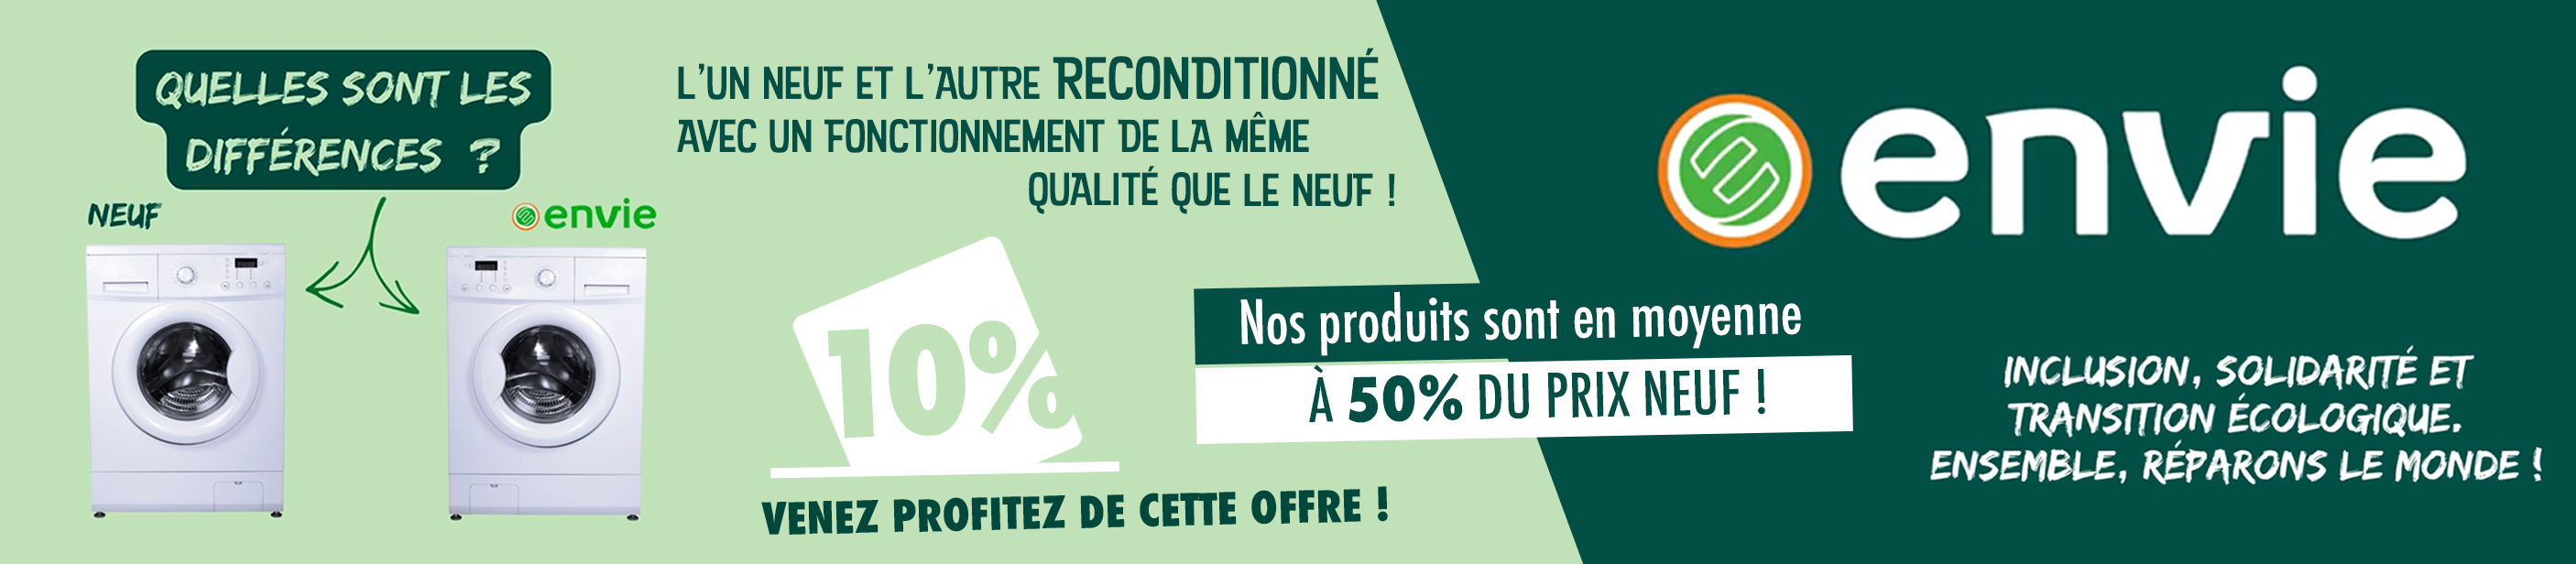 QUELLES SONT LES
DIFFÉRENCES ?
NEUF
envie
L'UN NEUF ET L'AUTRE RECONDITIONNÉ
AVEC UN FONCTIONNEMENT DE LA MÊME
QUALITÉ QUE LE NEUF !
10%
VENEZ PROFITEZ DE CETTE OFFRE !
Nos produits sont en moyenne
À 50% DU PRIX NEUF !
envie
INCLUSION, SOLIDARITÉ ET
TRANSITION ÉCOLOGIQUE.
ENSEMBLE, RÉPARONS LE MONDE !